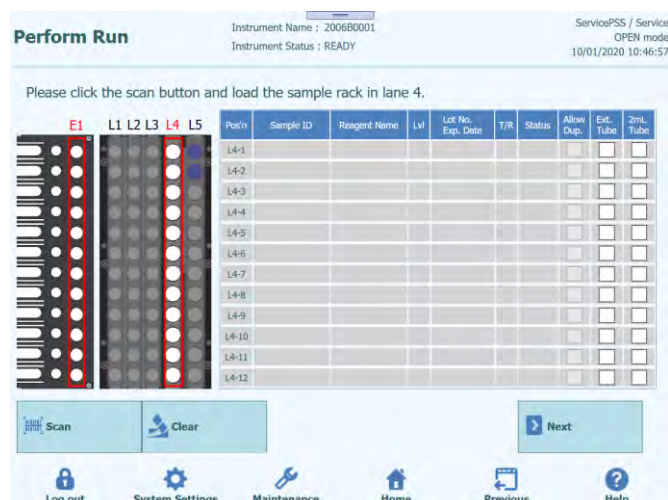 Perform Run
Instrument Name : 2006B0001
Instrument Status : READY
ServicePSS / Service
OPEN mode
10/01/2020 10:46:57
Please click the scan button and load the sample rack in lane 4.
E1 L1 L2 L3 L4 L5
Pos'n Sample ID Reagent Name Lvl Lot No. Exp. Date T/R Status Allow Dup. Ext. Tube 2mL Tube
L4-1
L4-2
L4-3
L4-4
L4-5
L4-6
L4-7
L4-8
L4-9
L4-10
L4-11
L4-12
Scan
Clear
Next
Log out
System Settings
Maintenance
Home
Previous
Help